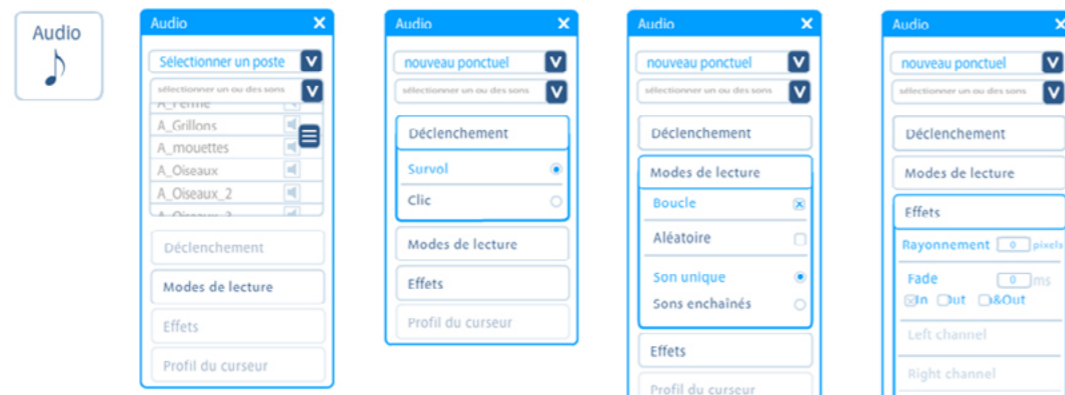 Audio
Audio
Sélectionner un poste
sélectionner un ou des sons
A_Ferme
A_Grillons
A_mouettes
A_Oiseaux
A_Oiseaux_2
A_Oiseaux_3
Déclenchement
Modes de lecture
Effets
Profil du curseur
Audio
nouveau ponctuel
sélectionner un ou des sons
Déclenchement
Survol
Clic
Modes de lecture
Effets
Profil du curseur
Audio
nouveau ponctuel
sélectionner un ou des sons
Déclenchement
Modes de lecture
Boucle
Aléatoire
Son unique
Sons enchaînés
Effets
Profil du curseur
Audio
nouveau ponctuel
sélectionner un ou des sons
Déclenchement
Modes de lecture
Effets
Rayonnement 0 pixels
Fade 0 ms
In Out &Out
Left channel
Right channel